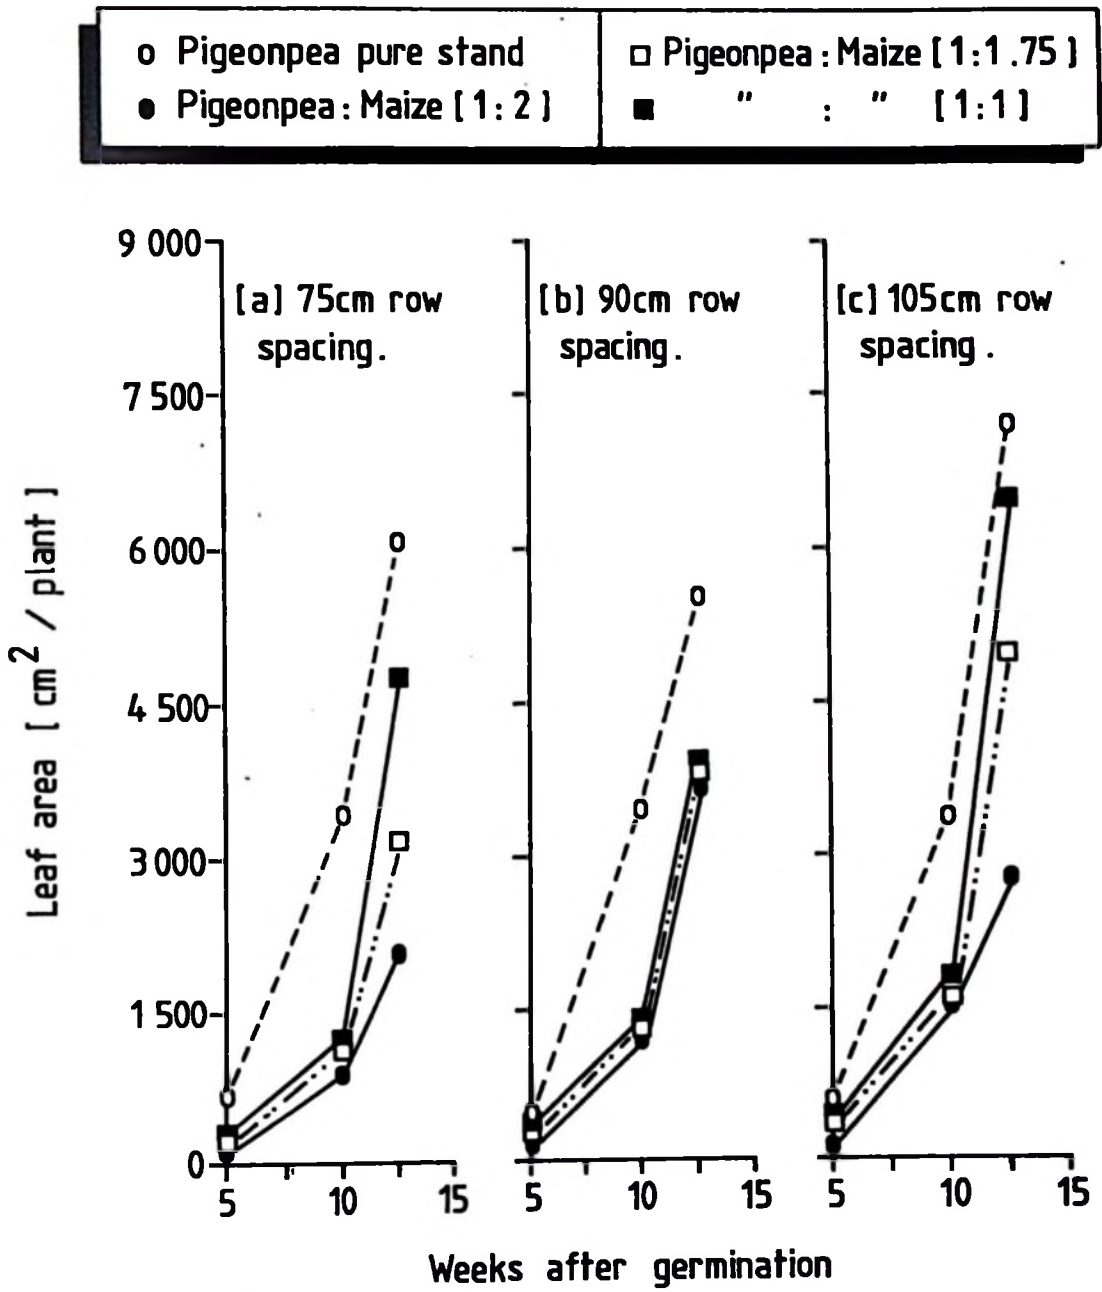 o Pigeonpea pure stand
● Pigeonpea : Maize [ 1 : 2 ]
□ Pigeonpea : Maize [ 1 : 1 .75 ]
■ " : " [ 1 : 1 ]
9 000
7 500
6 000
4 500
3 000
1 500
0
Leaf area [ cm² / plant ]
[a] 75cm row
spacing.
[b] 90cm row
spacing.
[c] 105cm row
spacing.
5 10 15
5 10 15
5 10 15
Weeks after germination